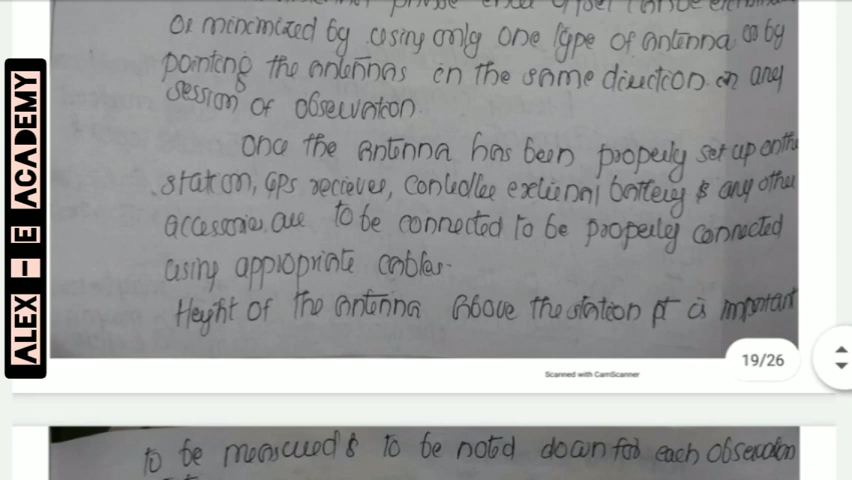 or minimized by using only one type of antenna or by
pointing the antennas in the same direction in any
session of observation
once the antenna has been properly set up on the
station, GPS reciever, controller external battery & any other
accessories are to be connected to be properly connected
using appropriate cables.
Height of the antenna above the station pt is important
19/26
Scanned with CamScanner
to be measured & to be noted down for each observation
ALEX - E ACADEMY